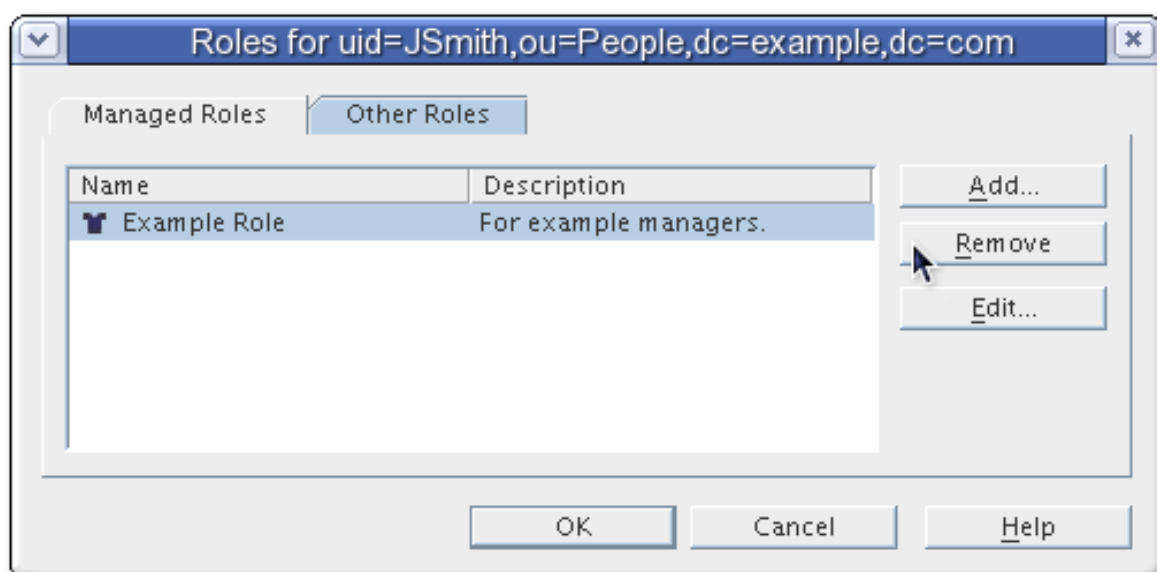 Roles for uid=JSmith,ou=People,dc=example,dc=com
Managed Roles Other Roles
Name Description Add...
Example Role For example managers.
Remove
Edit...
OK Cancel Help